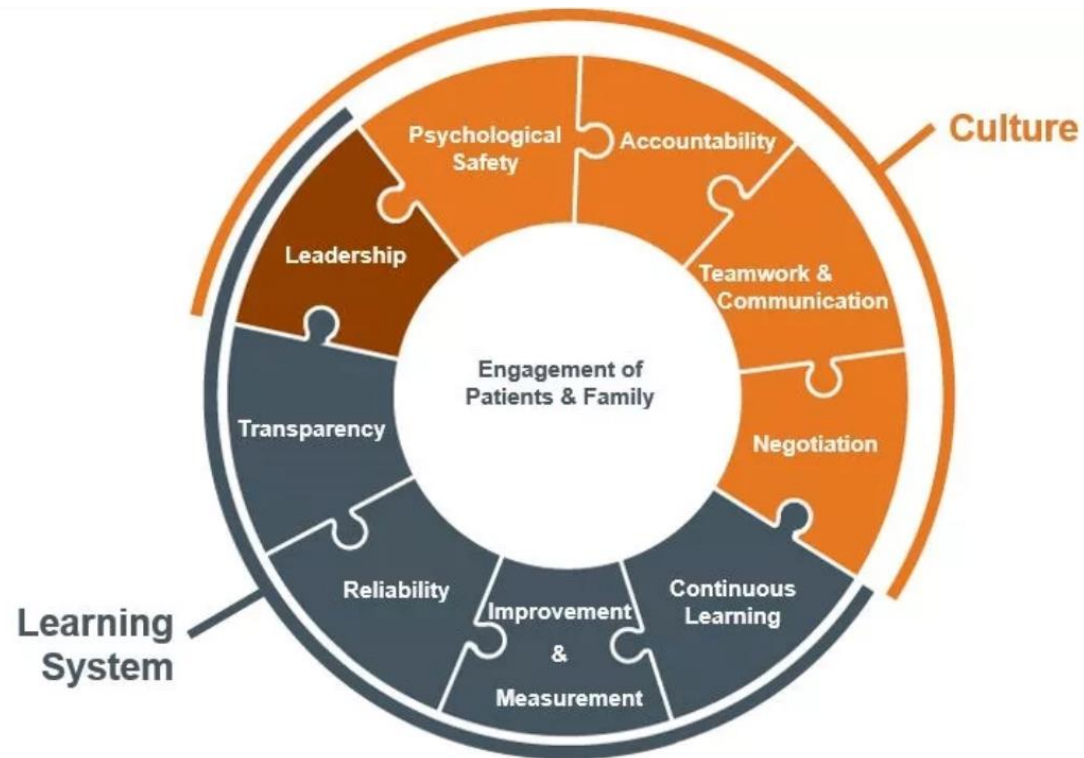 Psychological
Safety
Accountability
Culture
Leadership
Teamwork &
Communication
Engagement of
Patients & Family
Transparency
Negotiation
Reliability
Improvement
&
Measurement
Continuous
Learning
Learning
System